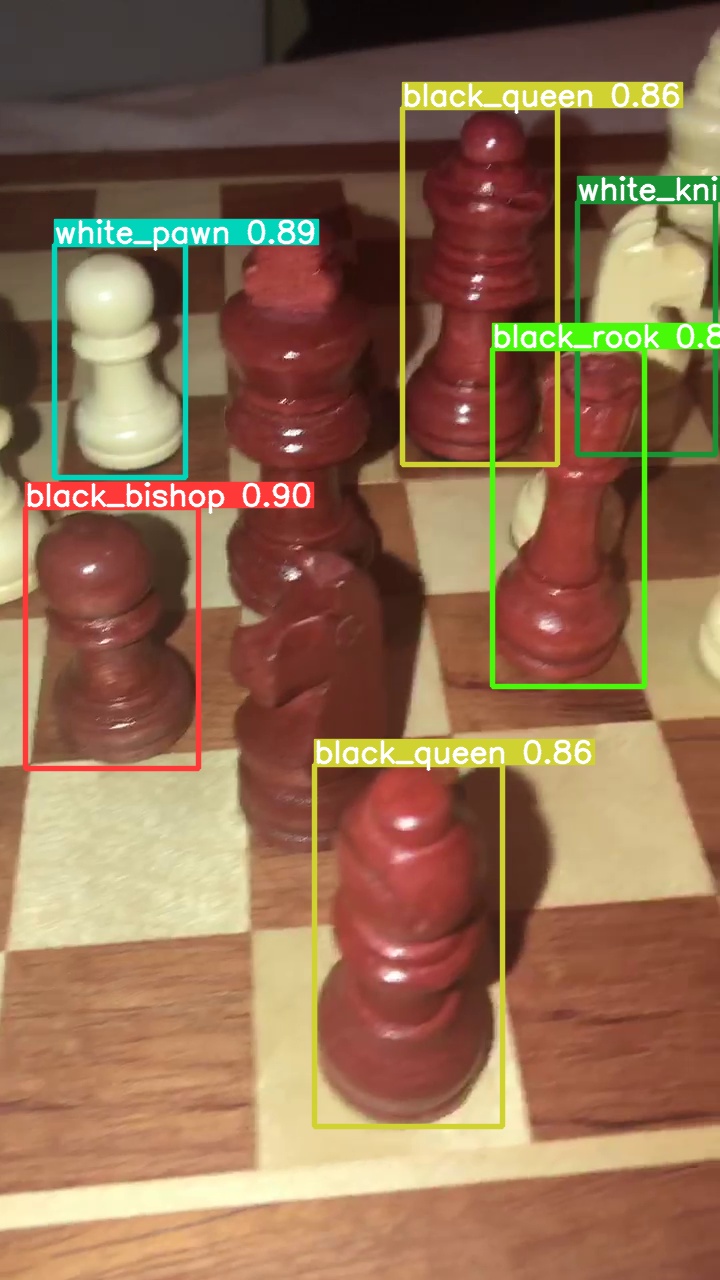 black_queen 0.86
white_kni
white_pawn 0.89
black_rook 0.8
black_bishop 0.90
black_queen 0.86